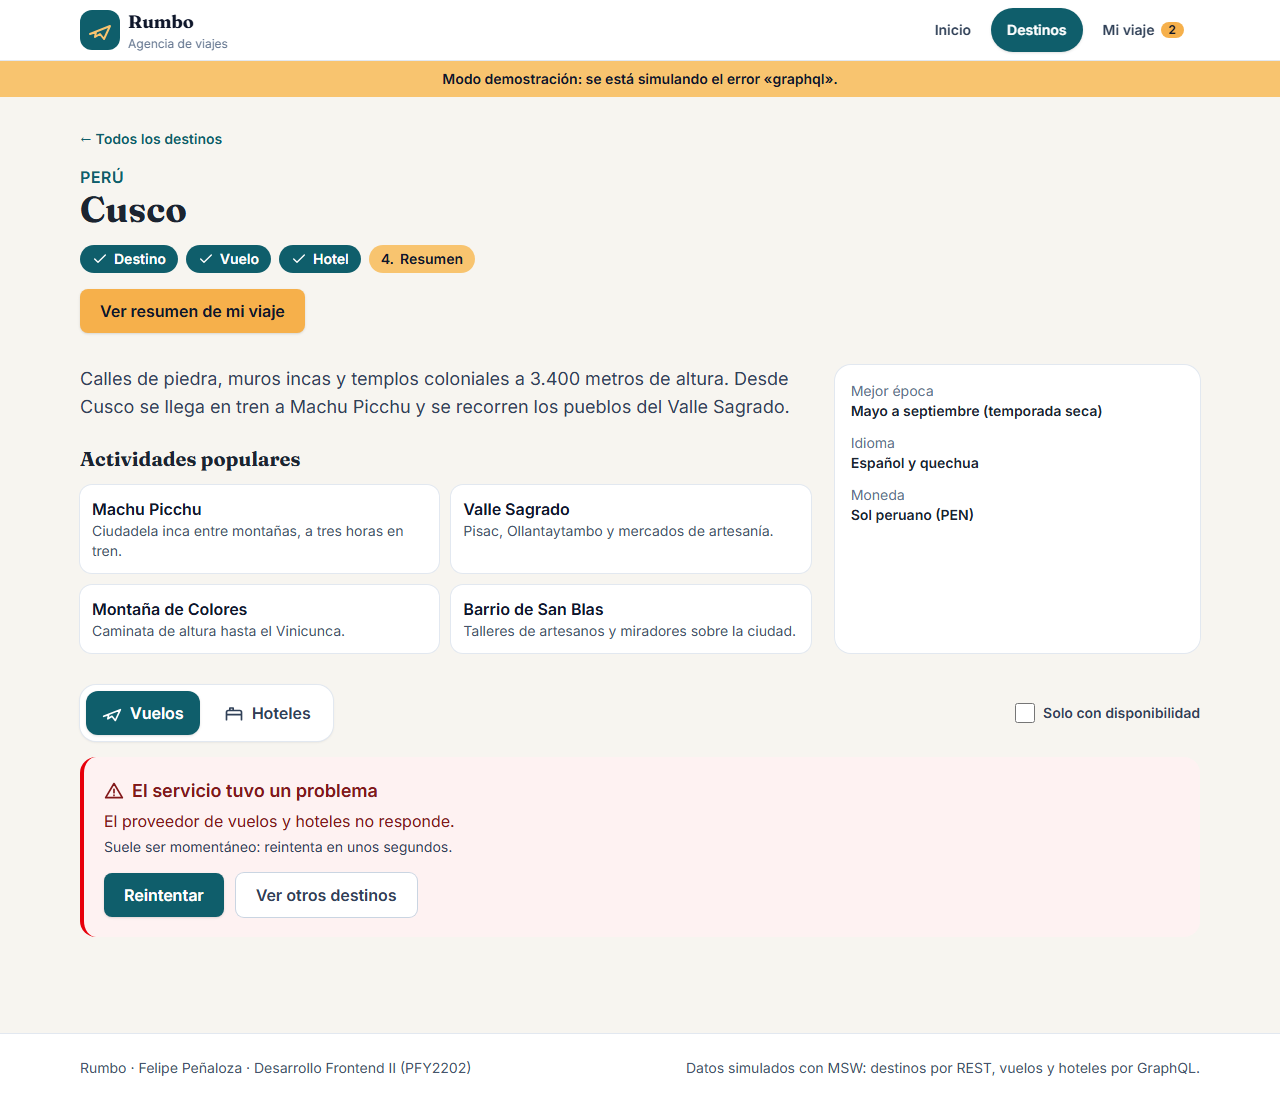 Rumbo
Agencia de viajes
Inicio
Destinos
Mi viaje 2
Modo demostración: se está simulando el error «graphql».
← Todos los destinos
PERÚ
Cusco
Destino
Vuelo
Hotel
4. Resumen
Ver resumen de mi viaje
Calles de piedra, muros incas y templos coloniales a 3.400 metros de altura. Desde
Cusco se llega en tren a Machu Picchu y se recorren los pueblos del Valle Sagrado.
Mejor época
Mayo a septiembre (temporada seca)
Idioma
Español y quechua
Moneda
Sol peruano (PEN)
Actividades populares
Machu Picchu
Ciudadela inca entre montañas, a tres horas en
tren.
Valle Sagrado
Pisac, Ollantaytambo y mercados de artesanía.
Montaña de Colores
Caminata de altura hasta el Vinicunca.
Barrio de San Blas
Talleres de artesanos y miradores sobre la ciudad.
Vuelos
Hoteles
Solo con disponibilidad
El servicio tuvo un problema
El proveedor de vuelos y hoteles no responde.
Suele ser momentáneo: reintenta en unos segundos.
Reintentar
Ver otros destinos
Rumbo · Felipe Peñaloza · Desarrollo Frontend II (PFY2202)
Datos simulados con MSW: destinos por REST, vuelos y hoteles por GraphQL.